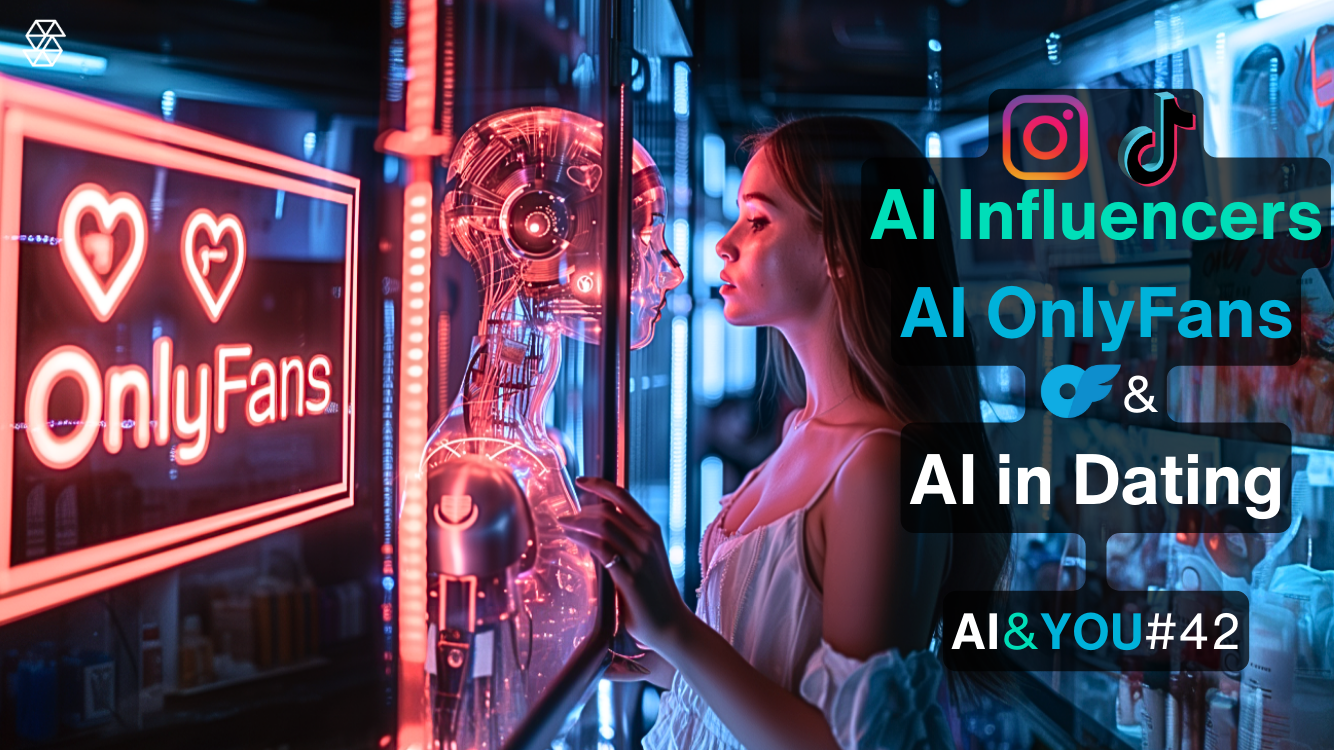 OnlyFans
AI Influencers
AI OnlyFans
&
AI in Dating
AI&YOU#42